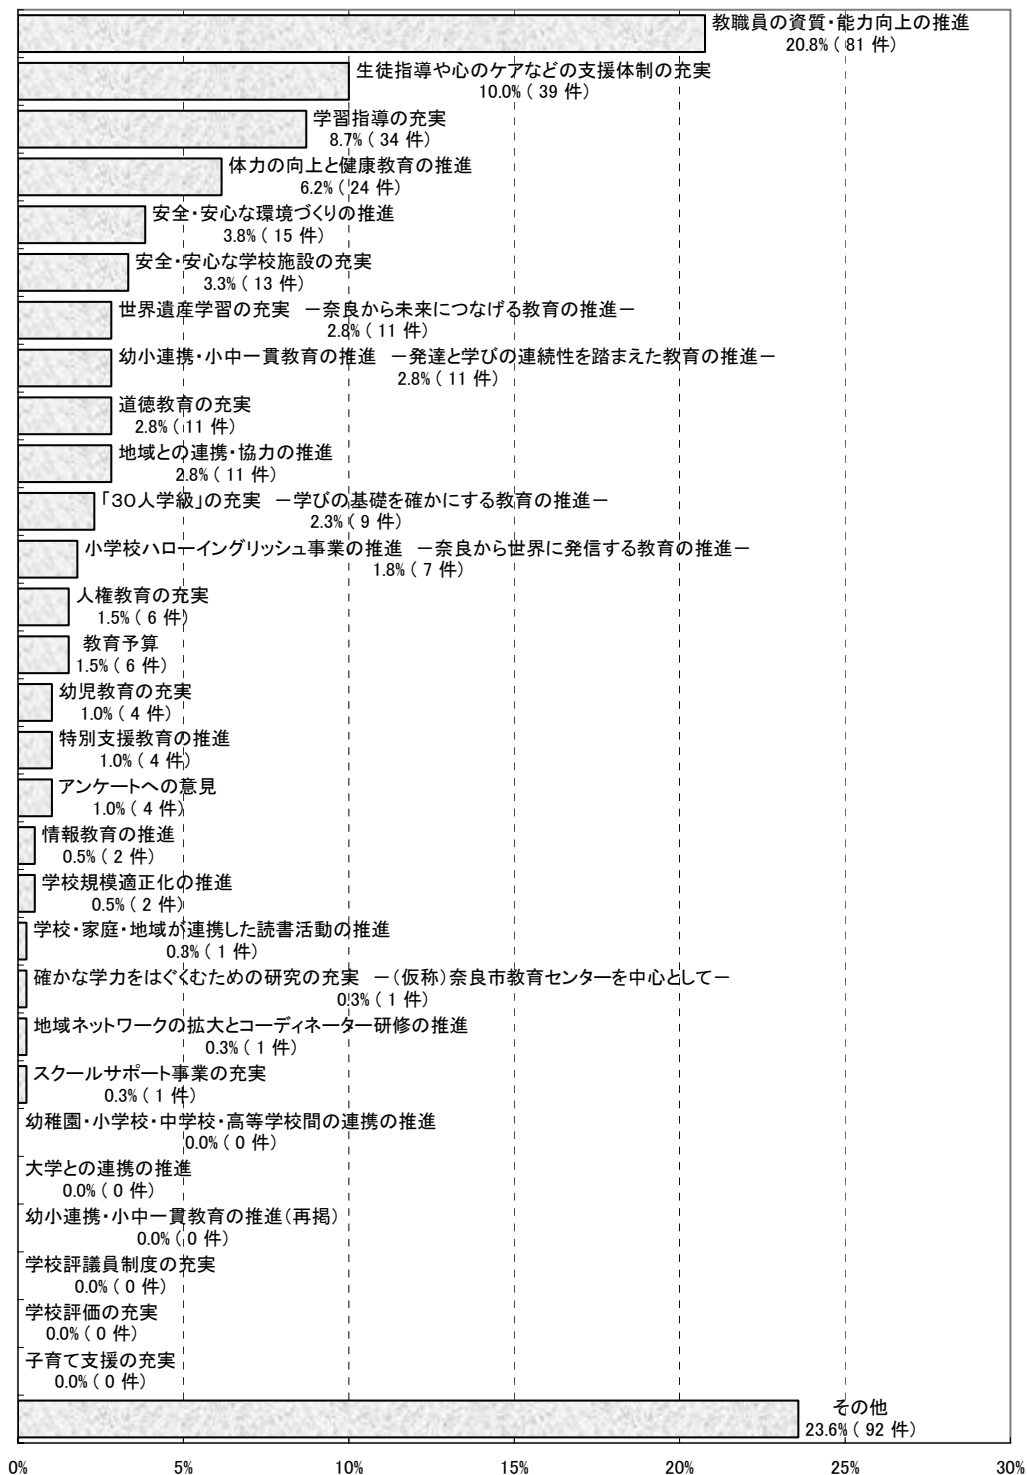 教職員の資質・能力向上の推進
20.8% ( 81 件)
生徒指導や心のケアなどの支援体制の充実
10.0% ( 39 件)
学習指導の充実
8.7% ( 34 件)
体力の向上と健康教育の推進
6.2% ( 24 件)
安全・安心な環境づくりの推進
3.8% ( 15 件)
安全・安心な学校施設の充実
3.3% ( 13 件)
世界遺産学習の充実　－奈良から未来につなげる教育の推進－
2.8% ( 11 件)
幼小連携・小中一貫教育の推進　－発達と学びの連続性を踏まえた教育の推進－
2.8% ( 11 件)
道徳教育の充実
2.8% ( 11 件)
地域との連携・協力の推進
2.8% ( 11 件)
「30人学級」の充実　－学びの基礎を確かにする教育の推進－
2.3% ( 9 件)
小学校ハローイングリッシュ事業の推進　－奈良から世界に発信する教育の推進－
1.8% ( 7 件)
人権教育の充実
1.5% ( 6 件)
教育予算
1.5% ( 6 件)
幼児教育の充実
1.0% ( 4 件)
特別支援教育の推進
1.0% ( 4 件)
アンケートへの意見
1.0% ( 4 件)
情報教育の推進
0.5% ( 2 件)
学校規模適正化の推進
0.5% ( 2 件)
学校・家庭・地域が連携した読書活動の推進
0.3% ( 1 件)
確かな学力をはぐくむための研究の充実　－(仮称)奈良市教育センターを中心として－
0.3% ( 1 件)
地域ネットワークの拡大とコーディネーター研修の推進
0.3% ( 1 件)
スクールサポート事業の充実
0.3% ( 1 件)
幼稚園・小学校・中学校・高等学校間の連携の推進
0.0% ( 0 件)
大学との連携の推進
0.0% ( 0 件)
幼小連携・小中一貫教育の推進(再掲)
0.0% ( 0 件)
学校評議員制度の充実
0.0% ( 0 件)
学校評価の充実
0.0% ( 0 件)
子育て支援の充実
0.0% ( 0 件)
その他
23.6% ( 92 件)
0% 5% 10% 15% 20% 25% 30%